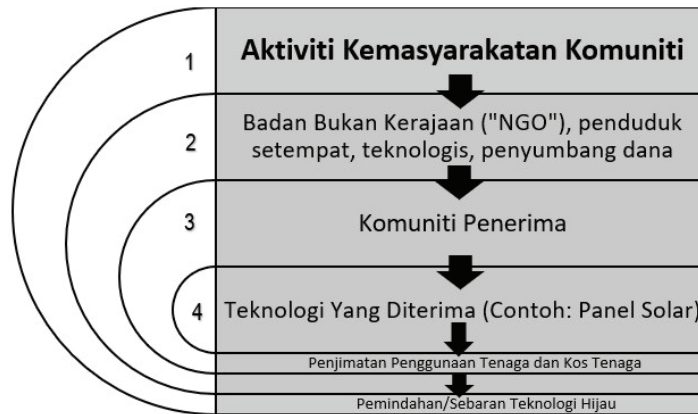 1
Aktiviti Kemasyarakatan Komuniti
2
Badan Bukan Kerajaan ("NGO"), penduduk
setempat, teknologis, penyumbang dana
3
Komuniti Penerima
4
Teknologi Yang Diterima (Contoh: Panel Solar)
Penjimatan Penggunaan Tenaga dan Kos Tenaga
Pemindahan/Sebaran Teknologi Hijau